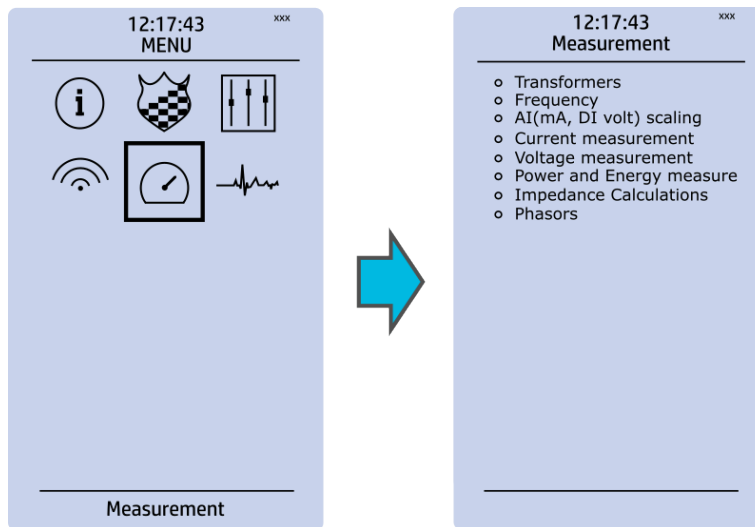 12:17:43
xxx
MENU
i
Measurement
12:17:43
xxx
Measurement
Transformers
Frequency
AI(mA, DI volt) scaling
Current measurement
Voltage measurement
Power and Energy measure
Impedance Calculations
Phasors